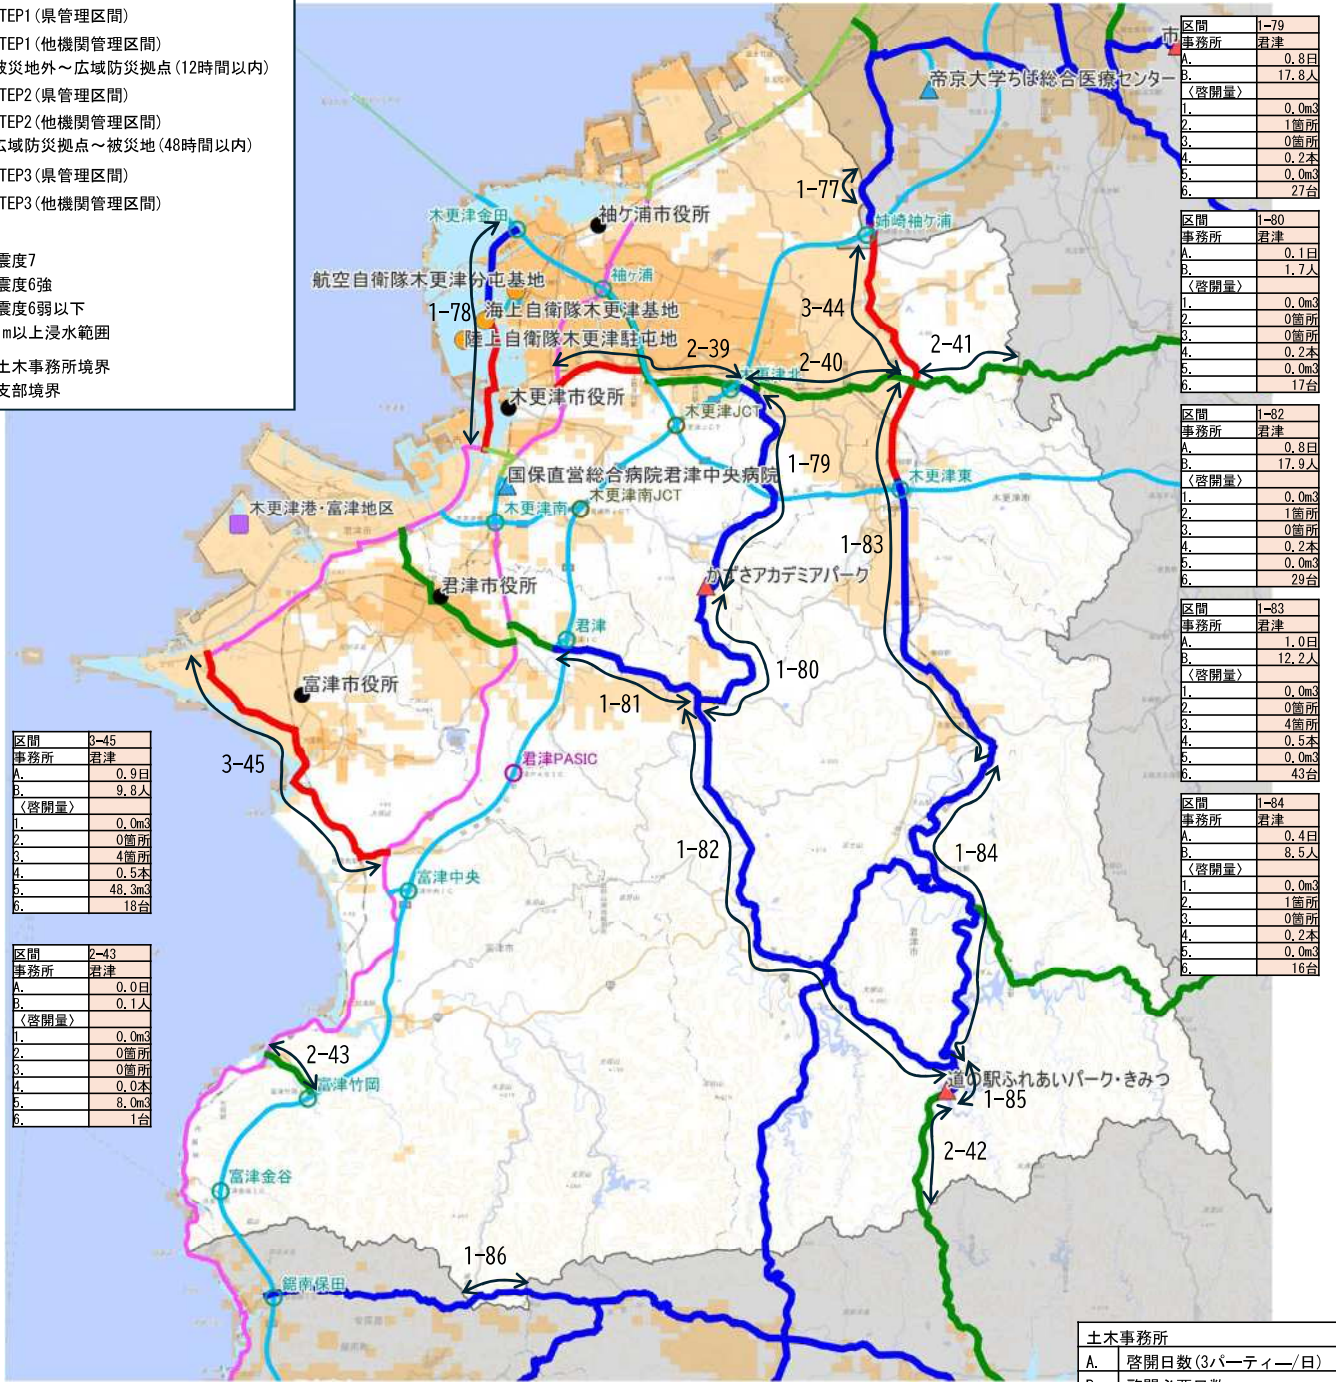 TEP1(県管理区間)
TEP1(他機関管理区間)
被災地外～広域防災拠点(12時間以内)
TEP2(県管理区間)
TEP2(他機関管理区間)
広域防災拠点～被災地(48時間以内)
TEP3(県管理区間)
TEP3(他機関管理区間)
震度7
震度6強
震度6弱以下
m以上浸水範囲
土木事務所境界
支部境界
市
帝京大学ちば総合医療センター
1-77
姉崎袖ケ浦
木更津金田
袖ケ浦市役所
袖ケ浦
航空自衛隊木更津分屯基地
1-78
海上自衛隊木更津基地
陸上自衛隊木更津駐屯地
3-44
2-39
2-40
2-41
木更津北
木更津市役所
木更津JCT
1-79
国保直営総合病院君津中央病院
木更津南JCT
木更津南
木更津東
木更津港・富津地区
1-83
かずさアカデミアパーク
君津市役所
君津
1-80
1-81
富津市役所
君津PASIC
3-45
1-82
1-84
富津中央
富津市
君津市
2-43
富津竹岡
道の駅ふれあいパーク・きみつ
1-85
2-42
富津金谷
1-86
鋸南保田
区間 1-79
事務所 君津
A. 0.8日
B. 17.8人
〈啓開量〉
1. 0.0m3
2. 1箇所
3. 0箇所
4. 0.2本
5. 0.0m3
6. 27台
区間 1-80
事務所 君津
A. 0.1日
B. 1.7人
〈啓開量〉
1. 0.0m3
2. 0箇所
3. 0箇所
4. 0.2本
5. 0.0m3
6. 17台
区間 1-82
事務所 君津
A. 0.8日
B. 17.9人
〈啓開量〉
1. 0.0m3
2. 1箇所
3. 0箇所
4. 0.2本
5. 0.0m3
6. 29台
区間 1-83
事務所 君津
A. 1.0日
B. 12.2人
〈啓開量〉
1. 0.0m3
2. 0箇所
3. 4箇所
4. 0.5本
5. 0.0m3
6. 43台
区間 1-84
事務所 君津
A. 0.4日
B. 8.5人
〈啓開量〉
1. 0.0m3
2. 1箇所
3. 0箇所
4. 0.2本
5. 0.0m3
6. 16台
区間 3-45
事務所 君津
A. 0.9日
B. 9.8人
〈啓開量〉
1. 0.0m3
2. 0箇所
3. 4箇所
4. 0.5本
5. 48.3m3
6. 18台
区間 2-43
事務所 君津
A. 0.0日
B. 0.1人
〈啓開量〉
1. 0.0m3
2. 0箇所
3. 0箇所
4. 0.0本
5. 8.0m3
6. 1台
土木事務所
A. 啓開日数(3パーティー/日)